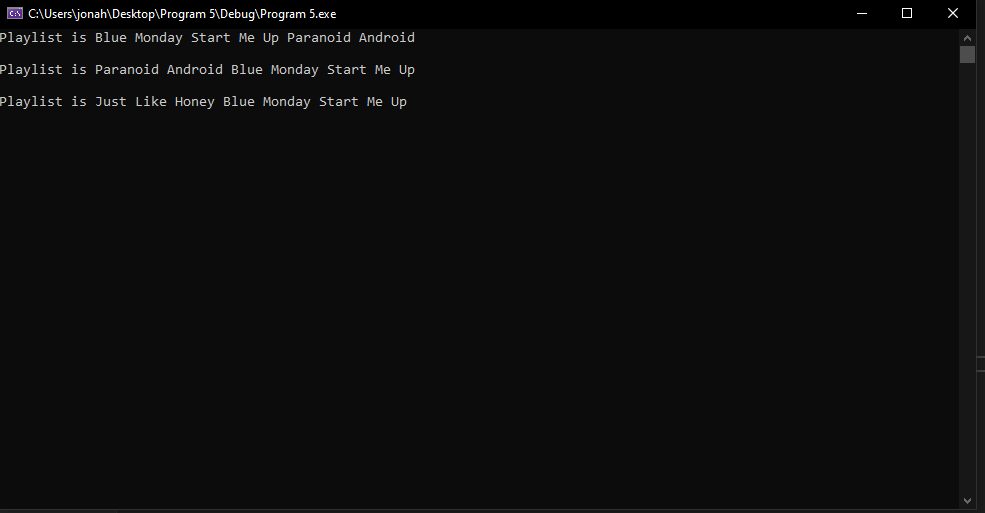 C:\Users\jonah\Desktop\Program 5\Debug\Program 5.exe
Playlist is Blue Monday Start Me Up Paranoid Android
Playlist is Paranoid Android Blue Monday Start Me Up
Playlist is Just Like Honey Blue Monday Start Me Up